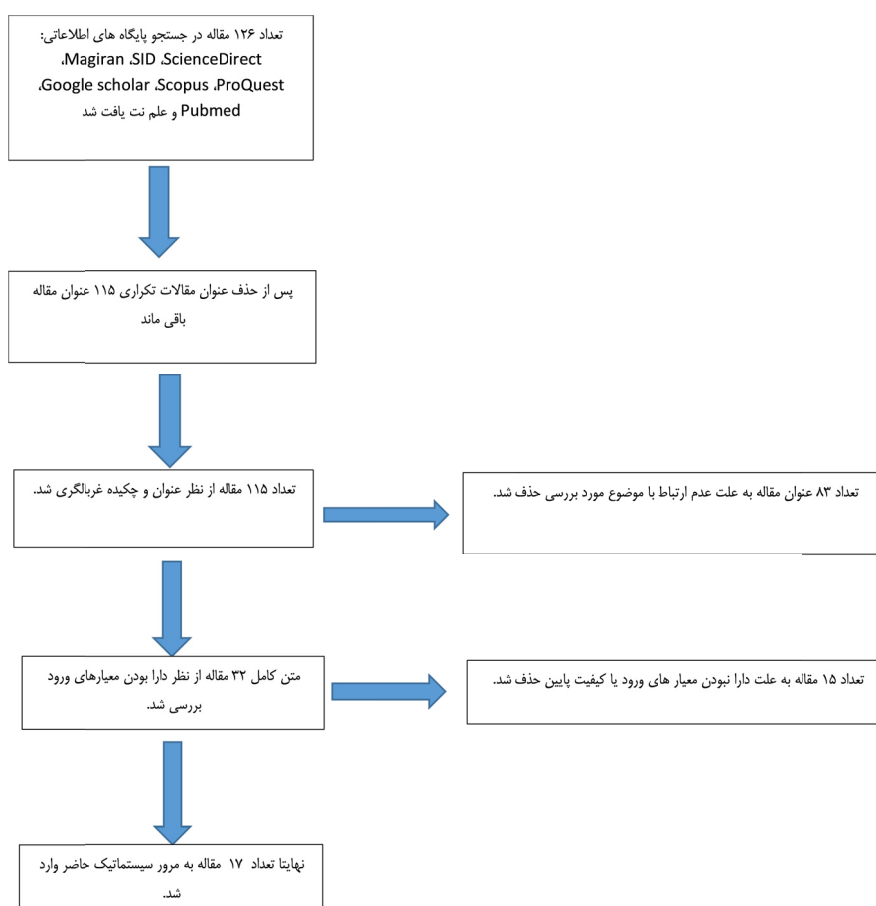 تعداد ۱۲۶ مقاله در جستجو پایگاه های اطلاعاتی:
Magiran ،SID ،ScienceDirect،
Google scholar ،Scopus ،ProQuest،
Pubmed و علم نت یافت شد
پس از حذف عنوان مقالات تکراری ۱۱۵ عنوان مقاله
باقی ماند
تعداد ۱۱۵ مقاله از نظر عنوان و چکیده غربالگری شد.
تعداد ۸۳ عنوان مقاله به علت عدم ارتباط با موضوع مورد بررسی حذف شد.
متن کامل ۳۲ مقاله از نظر دارا بودن معیارهای ورود
بررسی شد.
تعداد ۱۵ مقاله به علت دارا نبودن معیار های ورود یا کیفیت پایین حذف شد.
نهایتا تعداد ۱۷ مقاله به مرور سیستماتیک حاضر وارد
شد.